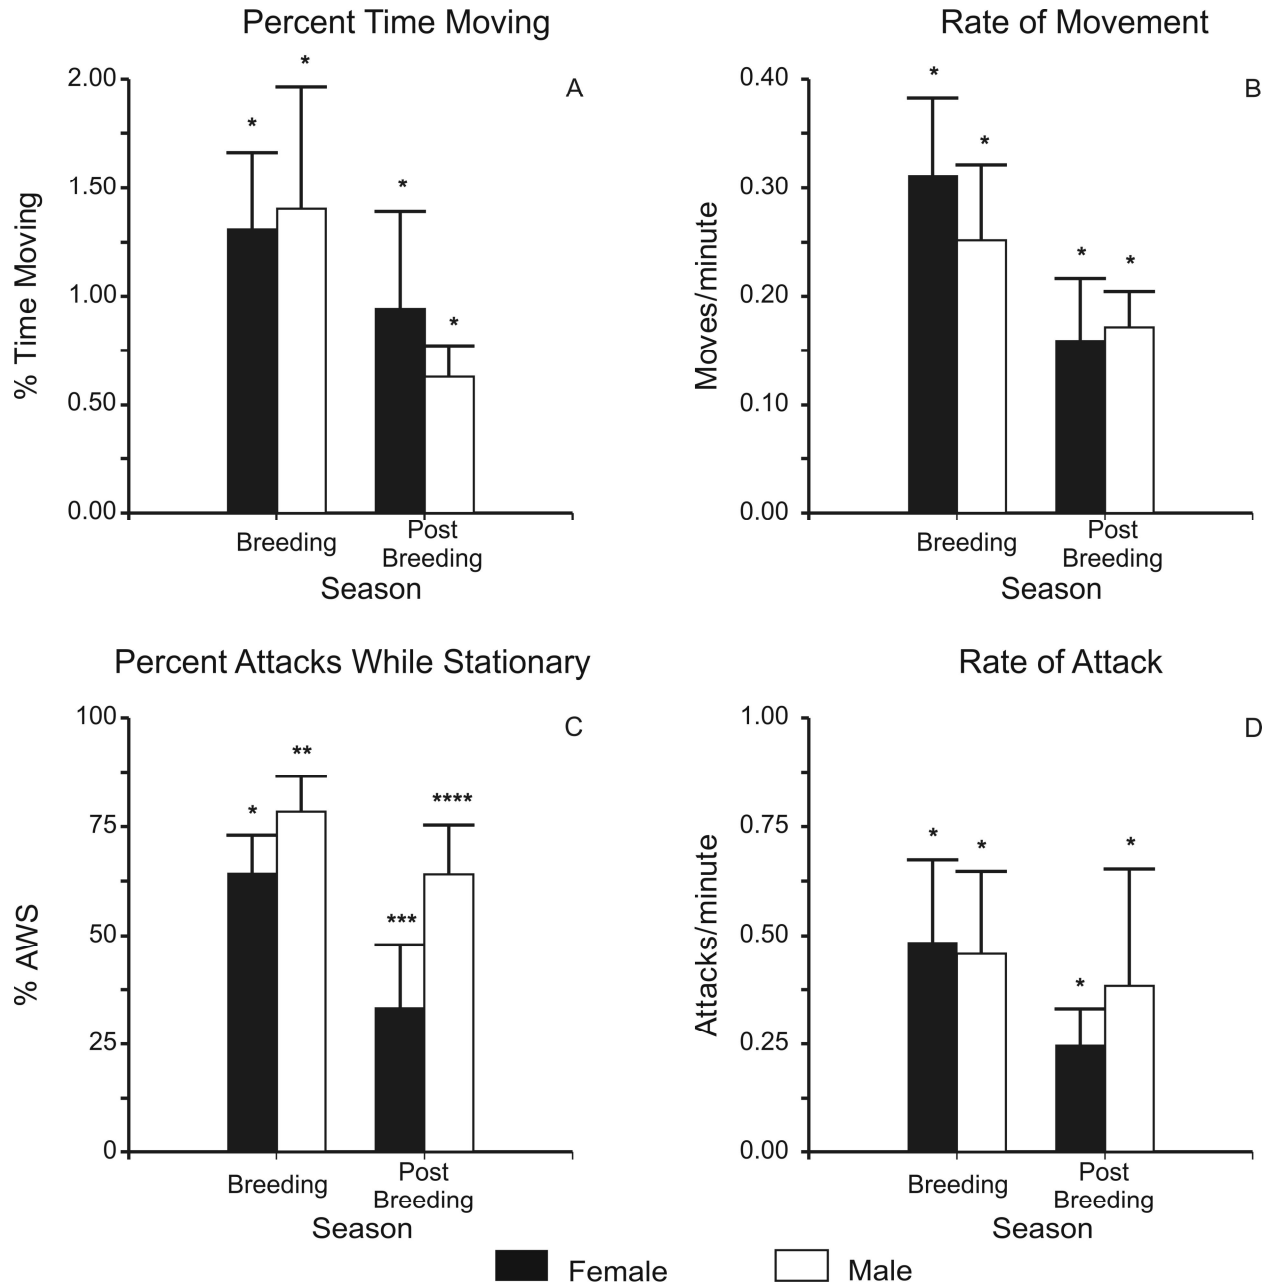 Percent Time Moving
A
% Time Moving
2.00
1.50
1.00
0.50
0.00
*
*
*
*
Breeding
Post
Breeding
Season
Rate of Movement
B
Moves/minute
0.40
0.30
0.20
0.10
0.00
*
*
*
*
Breeding
Post
Breeding
Season
Percent Attacks While Stationary
C
% AWS
100
75
50
25
0
*
**
***
****
Breeding
Post
Breeding
Season
Rate of Attack
D
Attacks/minute
1.00
0.75
0.50
0.25
0.00
*
*
*
*
Breeding
Post
Breeding
Season
Female
Male